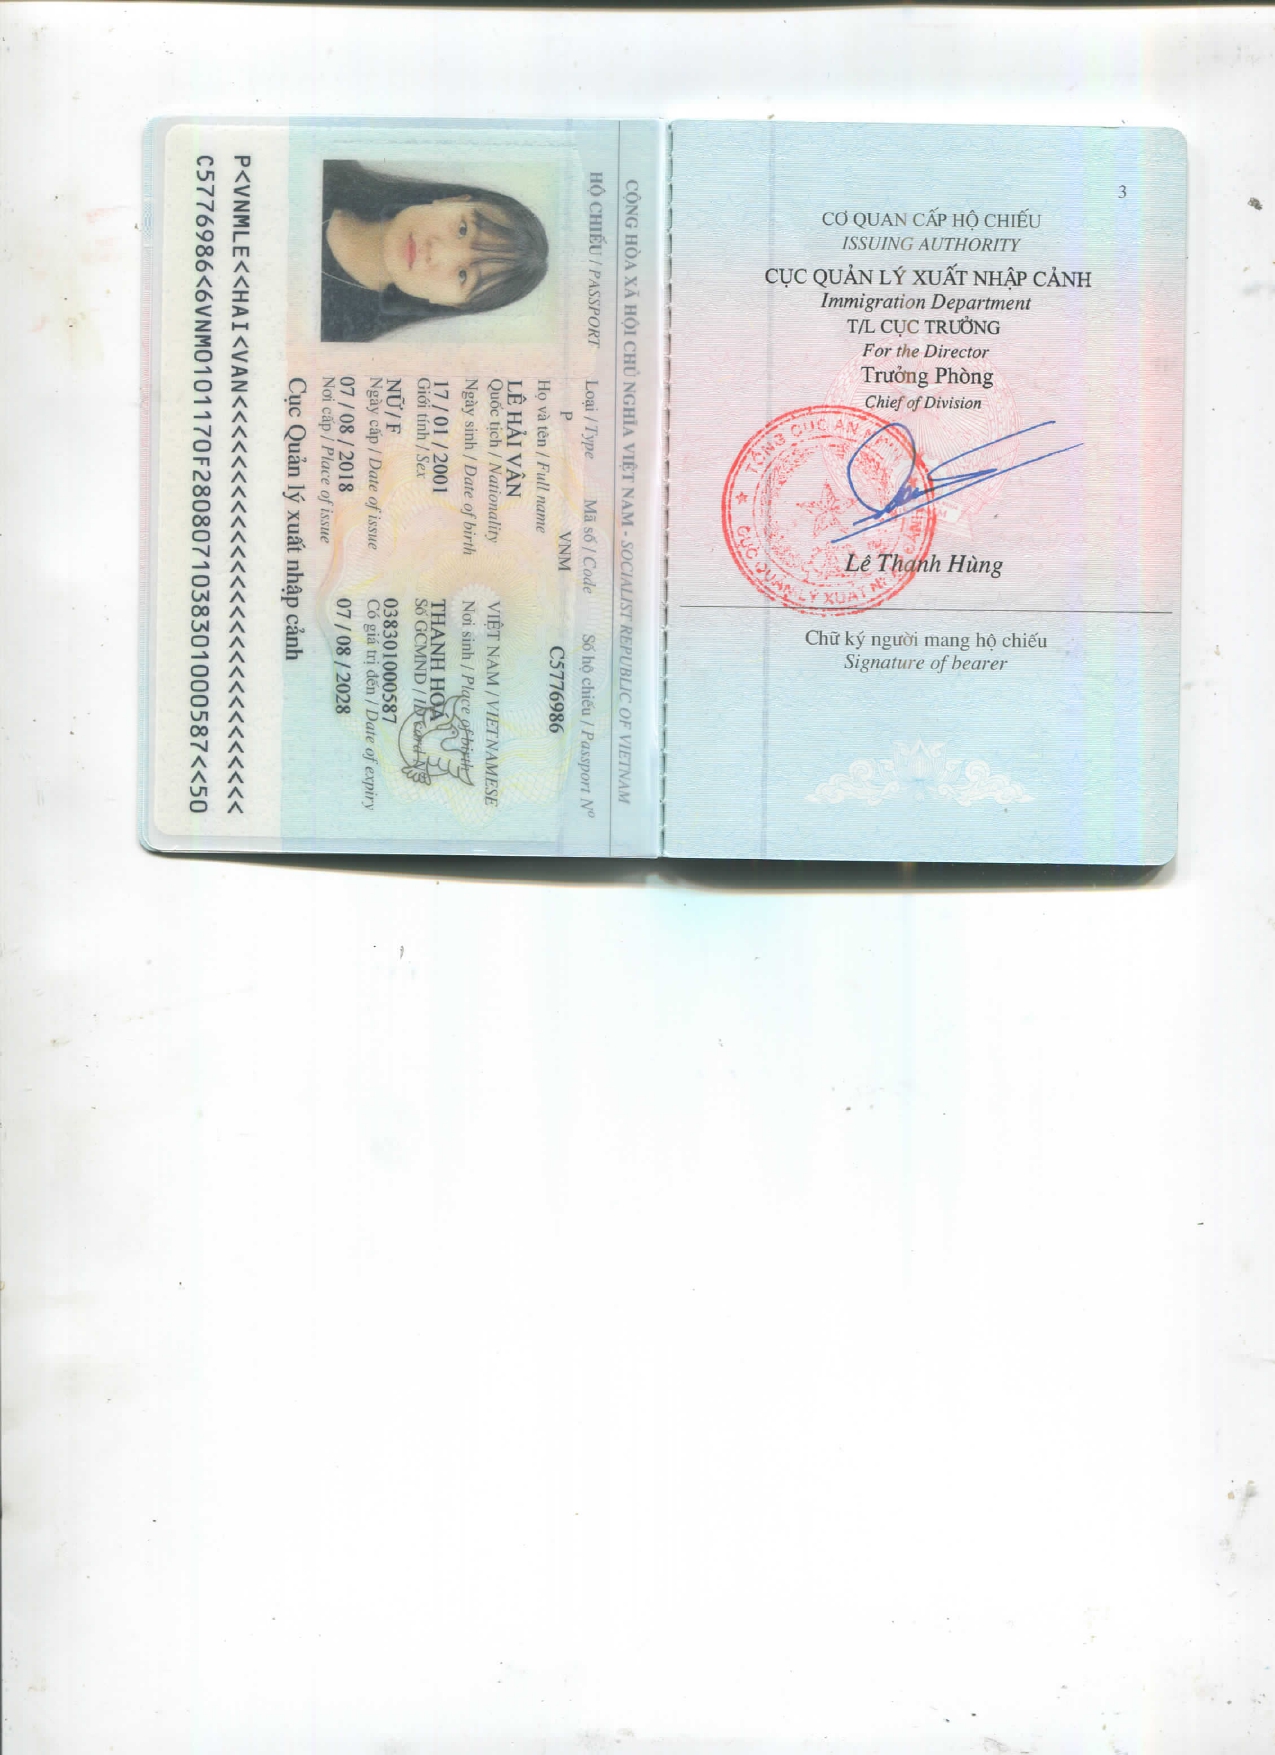 CỘNG HÒA XÃ HỘI CHỦ NGHĨA VIỆT NAM - SOCIALIST REPUBLIC OF VIETNAM
HỘ CHIẾU / PASSPORT
Loại / Type Mã số / Code Số hộ chiếu / Passport Nº
P VNM C5776986
Họ và tên / Full name
LÊ HẢI VÂN
Quốc tịch / Nationality VIỆT NAM / VIETNAMESE
Ngày sinh / Date of birth Nơi sinh / Place of birth
17 / 01 / 2001 THANH HOÁ
Giới tính / Sex Số GCMND / ID card Nº
NỮ / F 038301000587
Ngày cấp / Date of issue Có giá trị đến / Date of expiry
07 / 08 / 2018 07 / 08 / 2028
Nơi cấp / Place of issue
Cục Quản lý xuất nhập cảnh
P<VNMLE<<HAI<VAN<<<<<<<<<<<<<<<<<<<<<<<<<<<<
C5776986<6VNM0101170F2808071038301000587<<50
3
CƠ QUAN CẤP HỘ CHIẾU
ISSUING AUTHORITY
CỤC QUẢN LÝ XUẤT NHẬP CẢNH
Immigration Department
T/L CỤC TRƯỞNG
For the Director
Trưởng Phòng
Chief of Division
TỔNG CỤC AN NINH
CỤC QUẢN LÝ XUẤT NHẬP CẢNH
Lê Thanh Hùng
Chữ ký người mang hộ chiếu
Signature of bearer